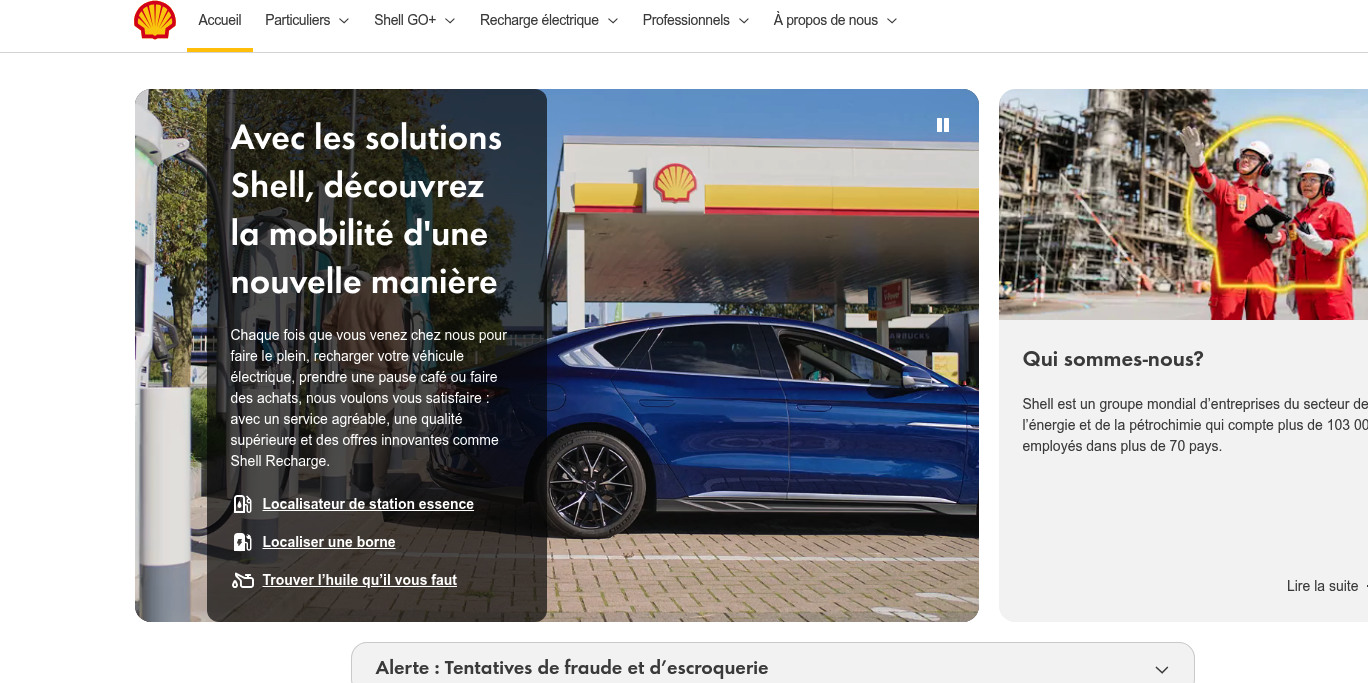 Accueil Particuliers Shell GO+ Recharge électrique Professionnels À propos de nous
Avec les solutions
Shell, découvrez
la mobilité d'une
nouvelle manière
Chaque fois que vous venez chez nous pour
faire le plein, recharger votre véhicule
électrique, prendre une pause café ou faire
des achats, nous voulons vous satisfaire :
avec un service agréable, une qualité
supérieure et des offres innovantes comme
Shell Recharge.
Localisateur de station essence
Localiser une borne
Trouver l’huile qu’il vous faut
Qui sommes-nous?
Shell est un groupe mondial d’entreprises du secteur de
l’énergie et de la pétrochimie qui compte plus de 103 00
employés dans plus de 70 pays.
Lire la suite
Alerte : Tentatives de fraude et d’escroquerie